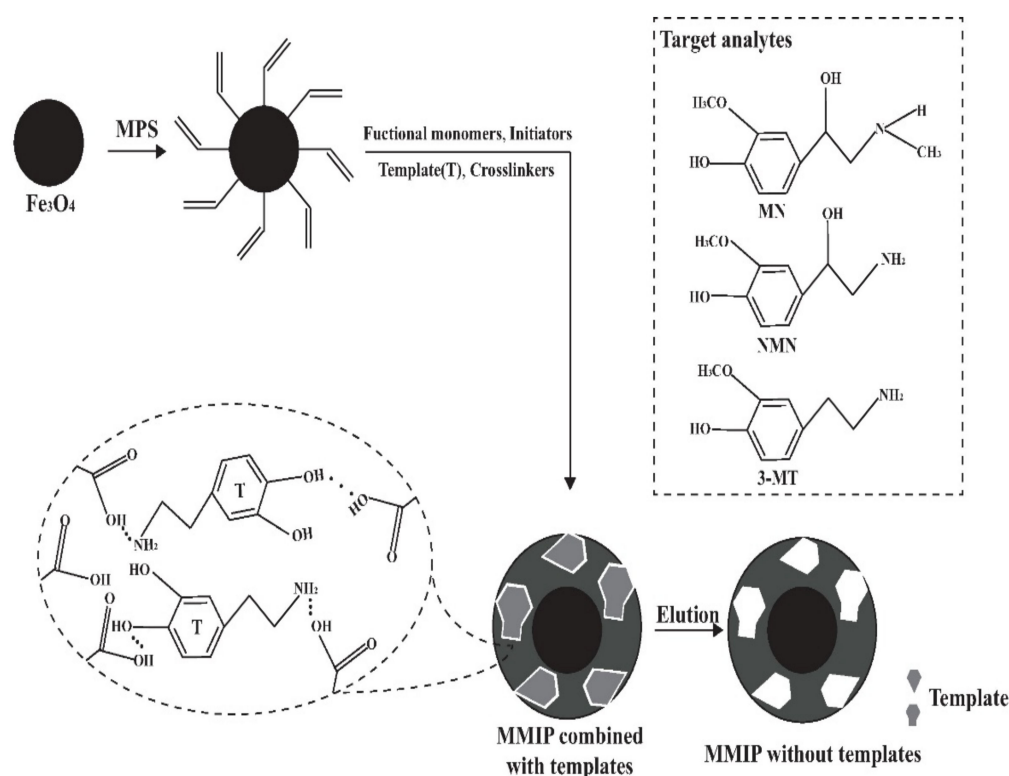 Target analytes
OH
H₃CO
H
N
CH₃
HO
MN
OH
H₃CO
NH₂
HO
NMN
H₃CO
NH₂
HO
3-MT
MPS
Fe₃O₄
Fuctional monomers, Initiators
Template(T), Crosslinkers
O
OH
NH₂
T
OH
OH
HO
O
O
OH
HO
NH₂
O
HO
T
OH
OH
O
Elution
Template
MMIP combined
with templates
MMIP without templates